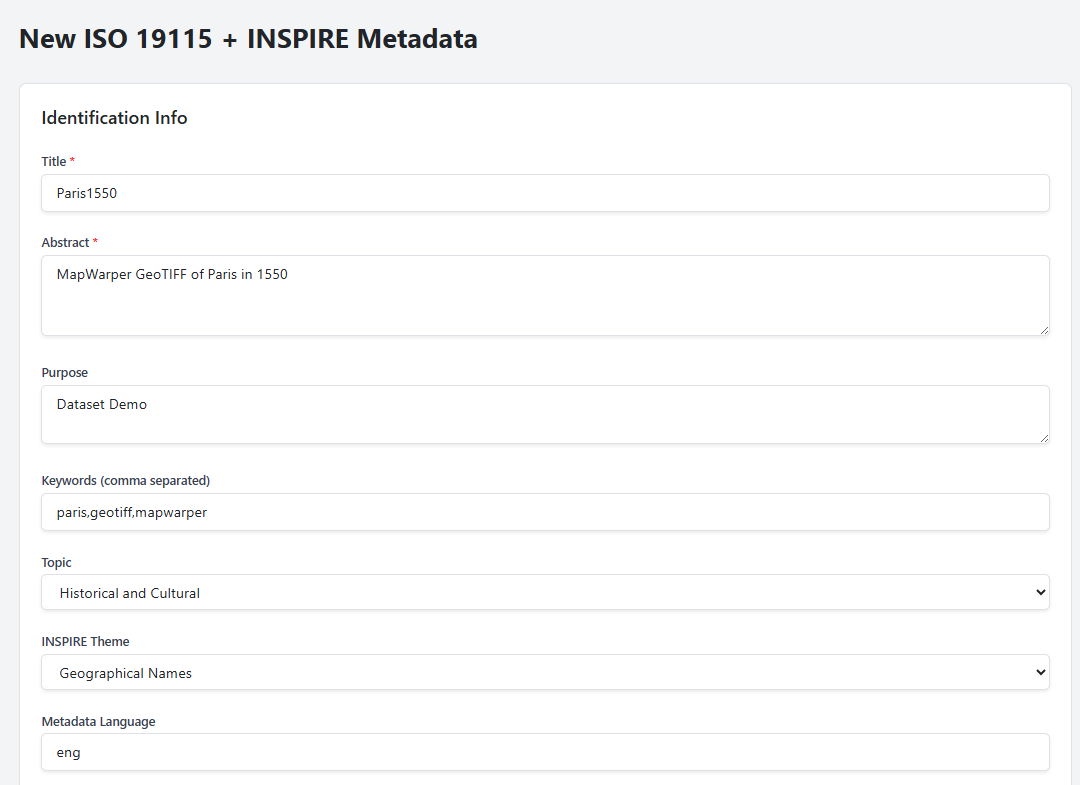 New ISO 19115 + INSPIRE Metadata
Identification Info
Title *
Paris1550
Abstract *
MapWarper GeoTIFF of Paris in 1550
Purpose
Dataset Demo
Keywords (comma separated)
paris,geotiff,mapwarper
Topic
Historical and Cultural
INSPIRE Theme
Geographical Names
Metadata Language
eng